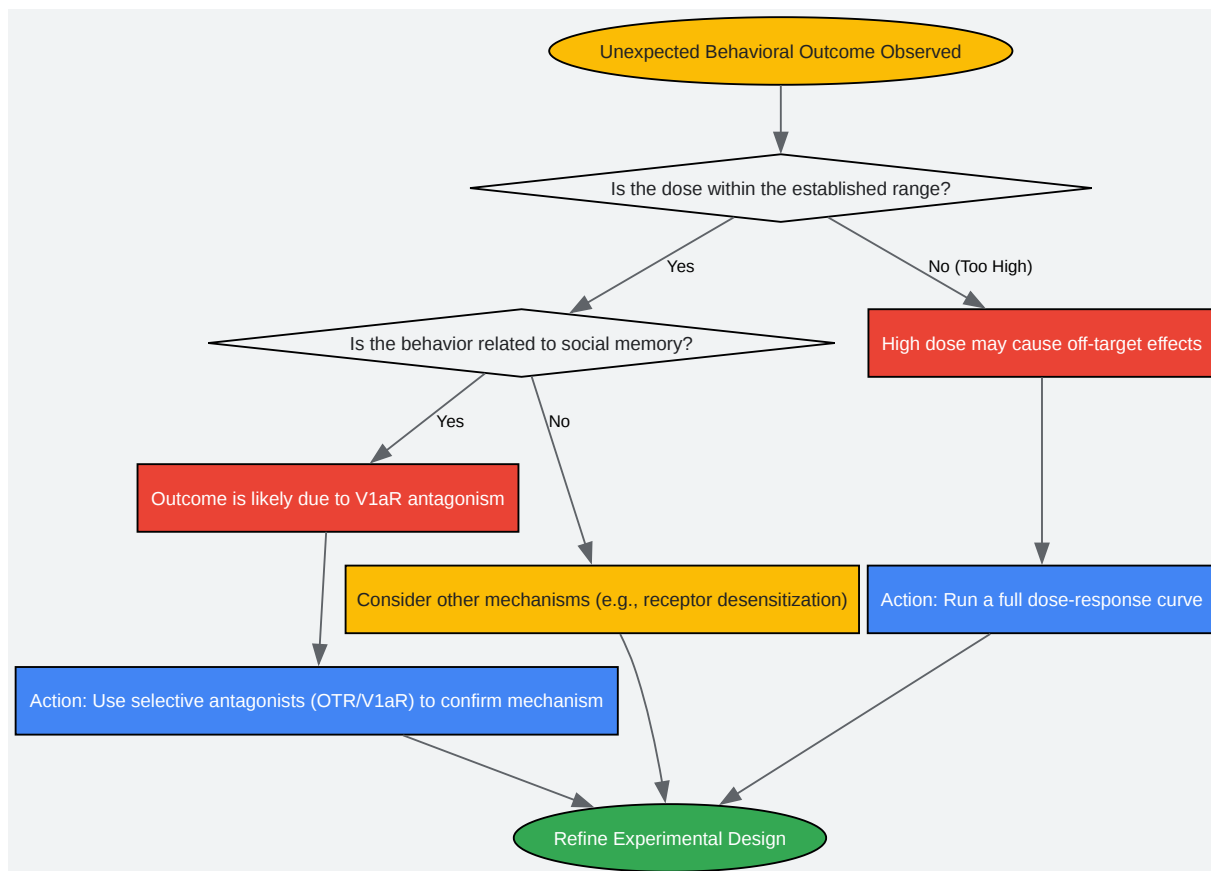 Unexpected Behavioral Outcome Observed
Is the dose within the established range?
Yes
No (Too High)
Is the behavior related to social memory?
High dose may cause off-target effects
Yes
No
Outcome is likely due to V1aR antagonism
Consider other mechanisms (e.g., receptor desensitization)
Action: Run a full dose-response curve
Action: Use selective antagonists (OTR/V1aR) to confirm mechanism
Refine Experimental Design